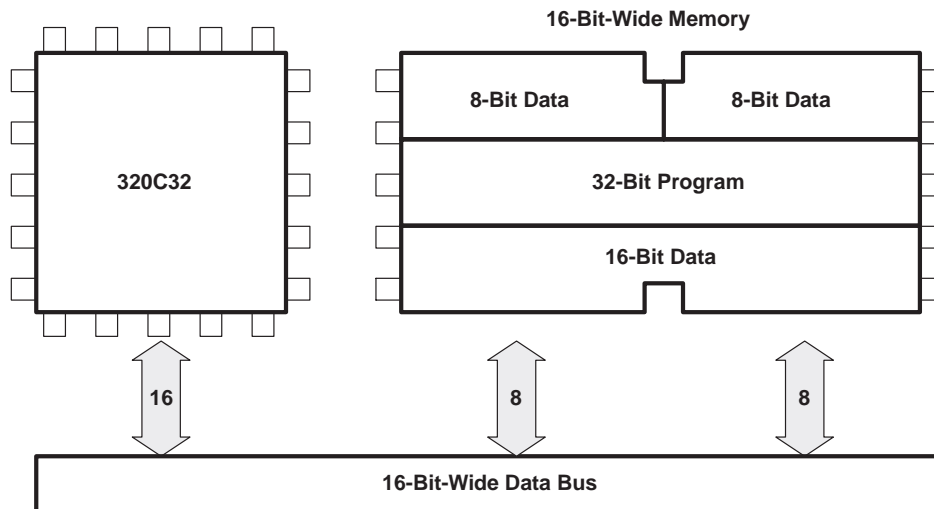 16-Bit-Wide Memory
8-Bit Data
8-Bit Data
320C32
32-Bit Program
16-Bit Data
16
8
8
16-Bit-Wide Data Bus